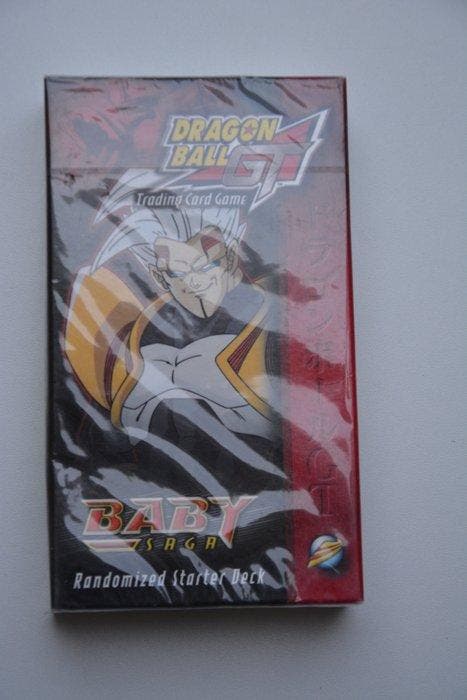 DRAGON
BALL GT
Trading Card Game
ドラゴンボールGT
BABY
SAGA
Randomized Starter Deck